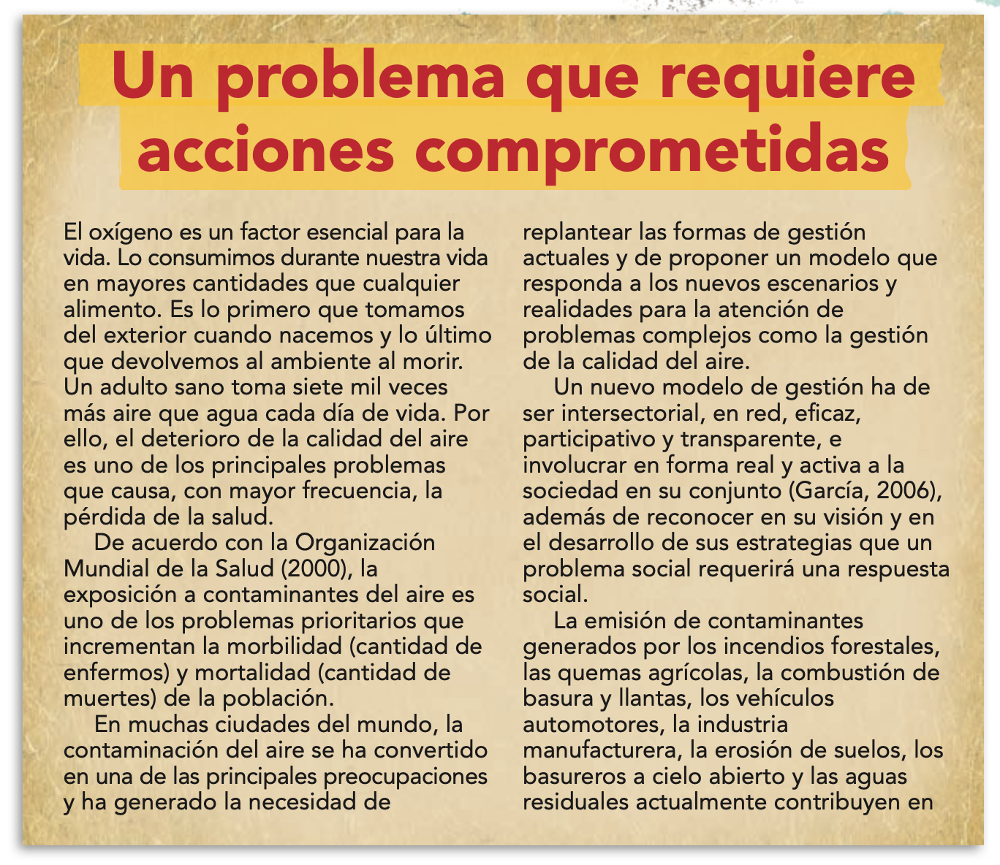 Un problema que requiere
acciones comprometidas
El oxígeno es un factor esencial para la
vida. Lo consumimos durante nuestra vida
en mayores cantidades que cualquier
alimento. Es lo primero que tomamos
del exterior cuando nacemos y lo último
que devolvemos al ambiente al morir.
Un adulto sano toma siete mil veces
más aire que agua cada día de vida. Por
ello, el deterioro de la calidad del aire
es uno de los principales problemas
que causa, con mayor frecuencia, la
pérdida de la salud.
De acuerdo con la Organización
Mundial de la Salud (2000), la
exposición a contaminantes del aire es
uno de los problemas prioritarios que
incrementan la morbilidad (cantidad de
enfermos) y mortalidad (cantidad de
muertes) de la población.
En muchas ciudades del mundo, la
contaminación del aire se ha convertido
en una de las principales preocupaciones
y ha generado la necesidad de
replantear las formas de gestión
actuales y de proponer un modelo que
responda a los nuevos escenarios y
realidades para la atención de
problemas complejos como la gestión
de la calidad del aire.
Un nuevo modelo de gestión ha de
ser intersectorial, en red, eficaz,
participativo y transparente, e
involucrar en forma real y activa a la
sociedad en su conjunto (García, 2006),
además de reconocer en su visión y en
el desarrollo de sus estrategias que un
problema social requerirá una respuesta
social.
La emisión de contaminantes
generados por los incendios forestales,
las quemas agrícolas, la combustión de
basura y llantas, los vehículos
automotores, la industria
manufacturera, la erosión de suelos, los
basureros a cielo abierto y las aguas
residuales actualmente contribuyen en